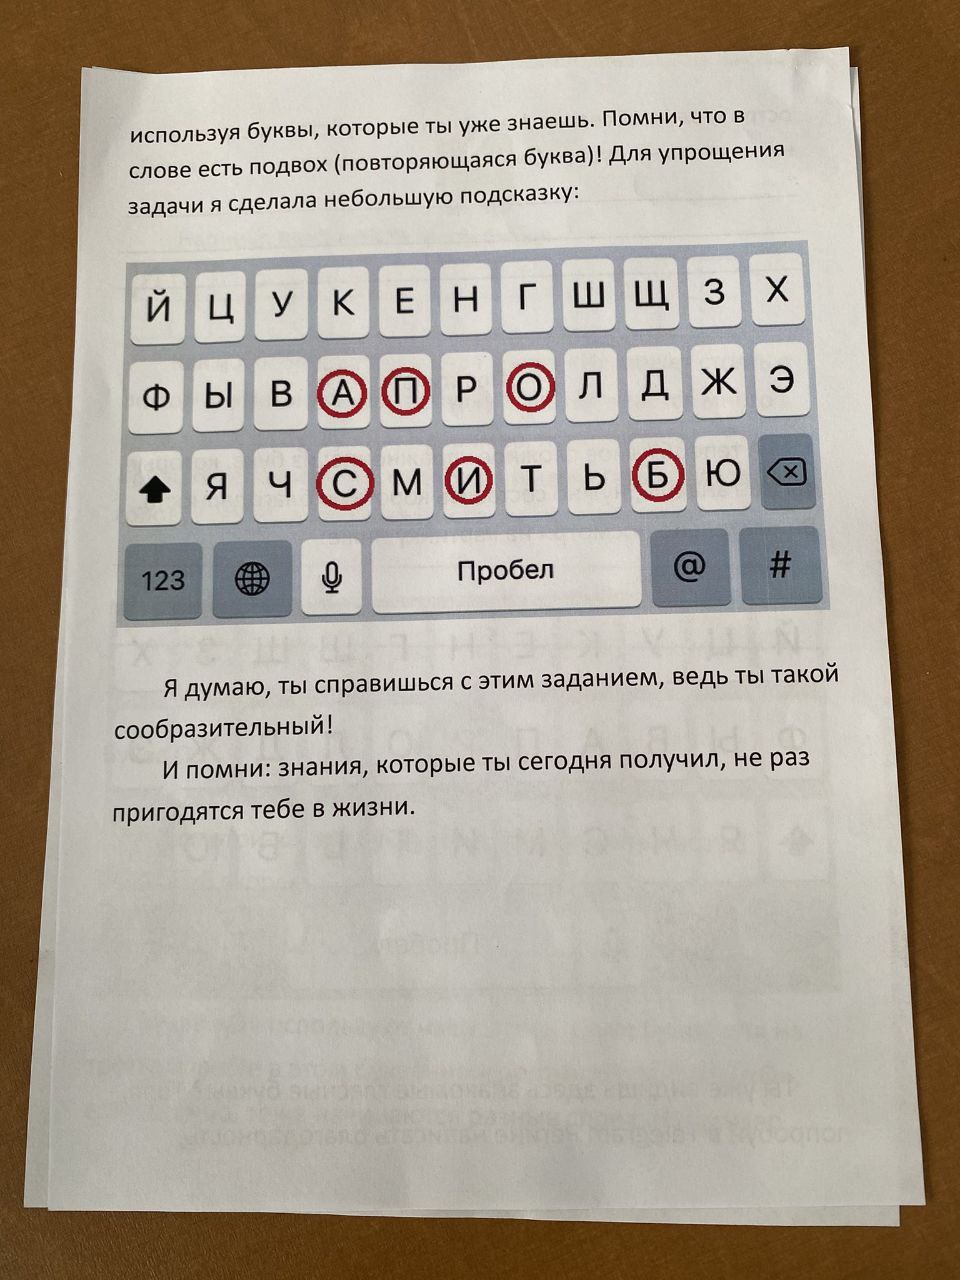 используя буквы, которые ты уже знаешь. Помни, что в
слове есть подвох (повторяющаяся буква)! Для упрощения
задачи я сделала небольшую подсказку:
Й Ц У К Е Н Г Ш Щ З Х
Ф Ы В А П Р О Л Д Ж Э
Я Ч С М И Т Ь Б Ю
123 Пробел @ #
Я думаю, ты справишься с этим заданием, ведь ты такой
сообразительный!
И помни: знания, которые ты сегодня получил, не раз
пригодятся тебе в жизни.